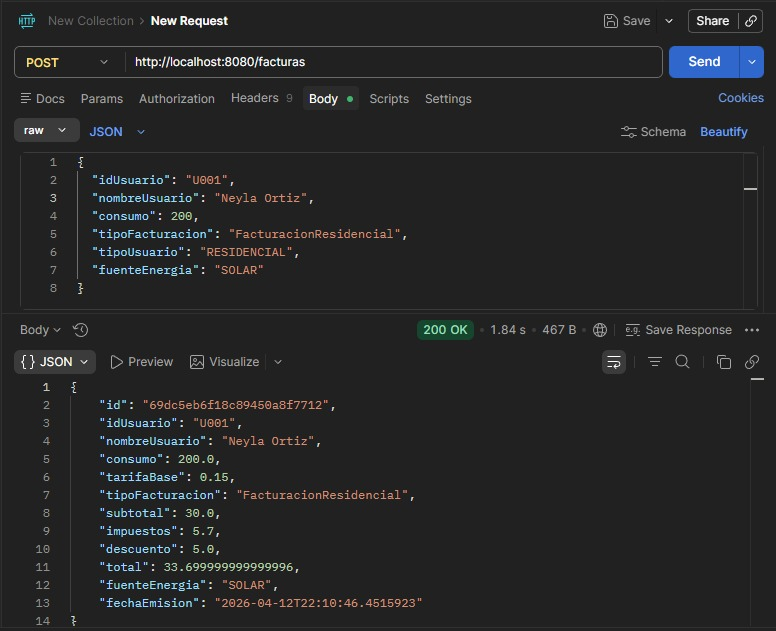 HTTP New Collection > New Request Save Share
POST http://localhost:8080/facturas Send
Docs Params Authorization Headers 9 Body Scripts Settings Cookies
raw JSON Schema Beautify
1 {
2 "idUsuario": "U001",
3 "nombreUsuario": "Neyla Ortiz",
4 "consumo": 200,
5 "tipoFacturacion": "FacturacionResidencial",
6 "tipoUsuario": "RESIDENCIAL",
7 "fuenteEnergia": "SOLAR"
8 }
Body 200 OK • 1.84 s • 467 B e.g. Save Response
{} JSON Preview Visualize
1 {
2 "id": "69dc5eb6f18c89450a8f7712",
3 "idUsuario": "U001",
4 "nombreUsuario": "Neyla Ortiz",
5 "consumo": 200.0,
6 "tarifaBase": 0.15,
7 "tipoFacturacion": "FacturacionResidencial",
8 "subtotal": 30.0,
9 "impuestos": 5.7,
10 "descuento": 5.0,
11 "total": 33.699999999999996,
12 "fuenteEnergia": "SOLAR",
13 "fechaEmision": "2026-04-12T22:10:46.4515923"
14 }